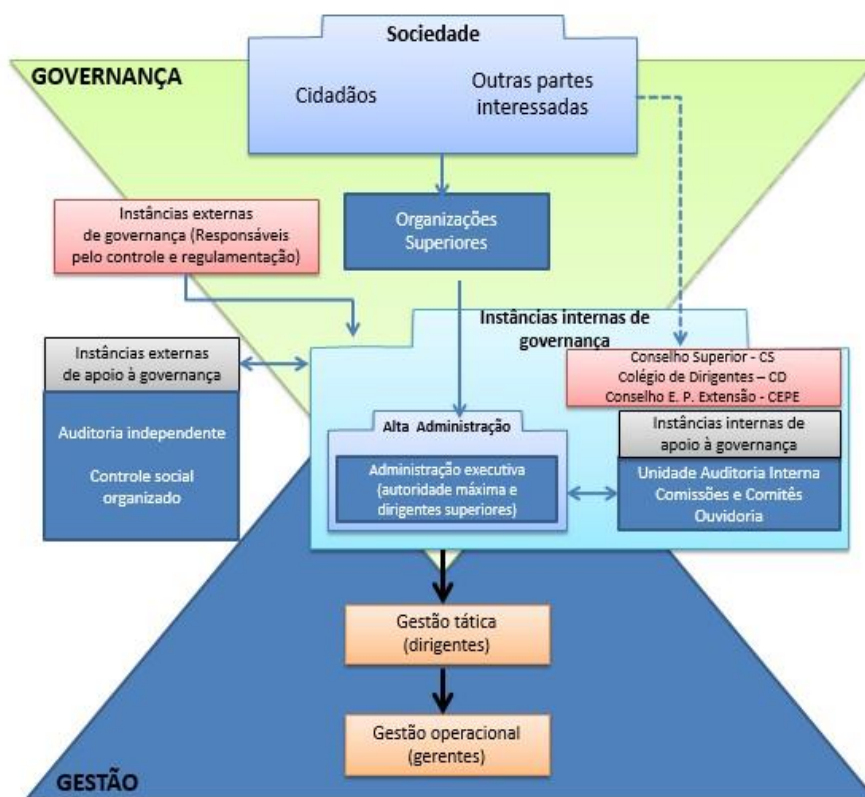 Sociedade
GOVERNANÇA
Cidadãos
Outras partes
interessadas
Instâncias externas
de governança (Responsáveis
pelo controle e regulamentação)
Organizações
Superiores
Instâncias internas de
governança
Instâncias externas
de apoio à governança
Auditoria independente
Controle social
organizado
Conselho Superior - CS
Colégio de Dirigentes – CD
Conselho E. P. Extensão - CEPE
Alta Administração
Administração executiva
(autoridade máxima e
dirigentes superiores)
Instâncias internas de
apoio à governança
Unidade Auditoria Interna
Comissões e Comitês
Ouvidoria
Gestão tática
(dirigentes)
Gestão operacional
(gerentes)
GESTÃO